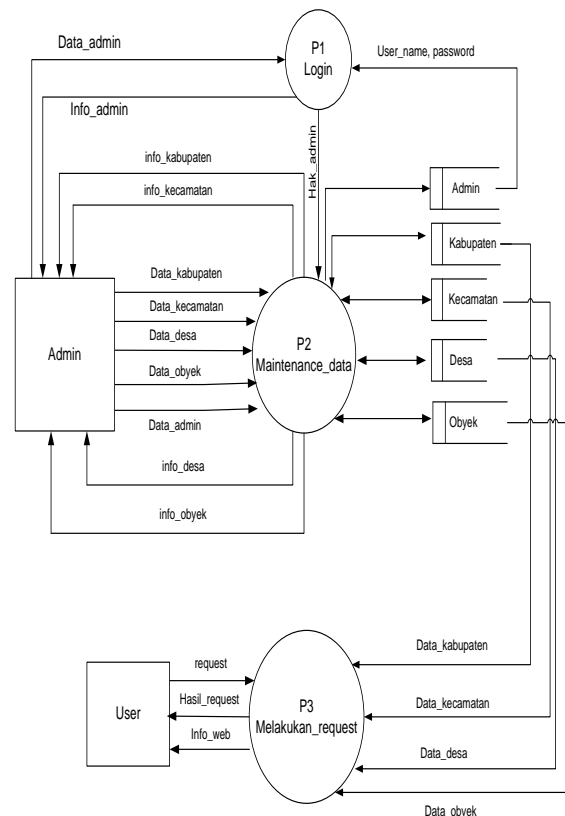 Data_admin
P1
Login
User_name, password
Info_admin
Hak_admin
info_kabupaten
info_kecamatan
Admin
Kabupaten
Kecamatan
Desa
Obyek
Admin
Data_kabupaten
Data_kecamatan
Data_desa
Data_obyek
Data_admin
P2
Maintenance_data
info_desa
info_obyek
User
request
Hasil_request
Info_web
P3
Melakukan_request
Data_kabupaten
Data_kecamatan
Data_desa
Data_obyek